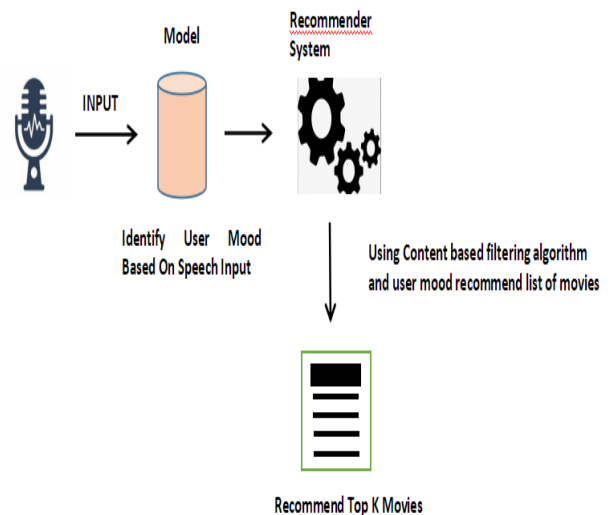 Recommender
System
Model
INPUT
Identify User Mood
Based On Speech Input
Using Content based filtering algorithm
and user mood recommend list of movies
Recommend Top K Movies